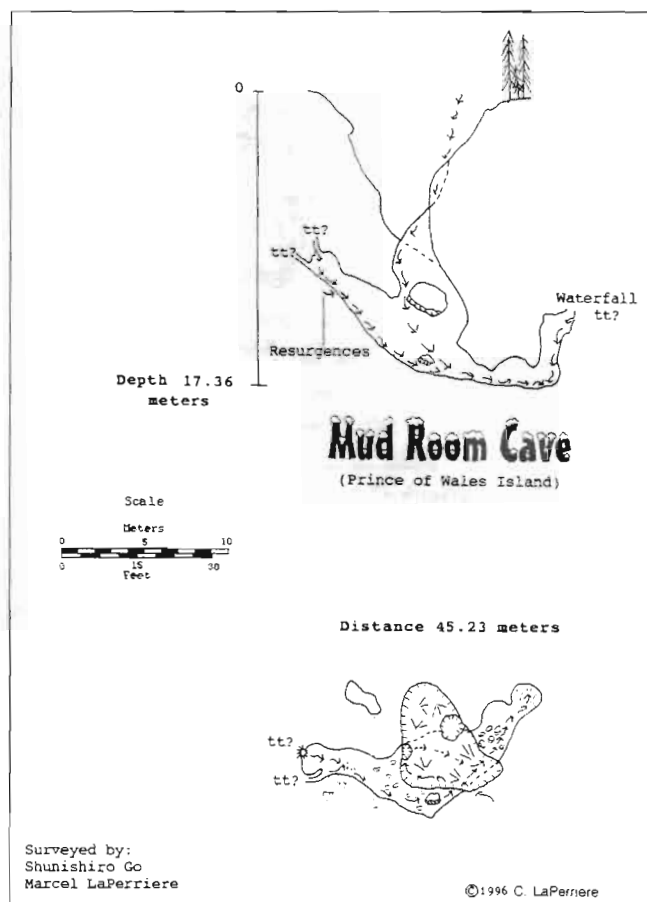 0
tt?
tt?
Waterfall
tt?
Resurgences
Depth 17.36
meters
Mud Room Cave
(Prince of Wales Island)
Scale
Meters
0 5 10
0 15 30
Feet
Distance 45.23 meters
tt?
tt?
Surveyed by:
Shunishiro Go
Marcel LaPerriere
©1996 C. LaPerriere